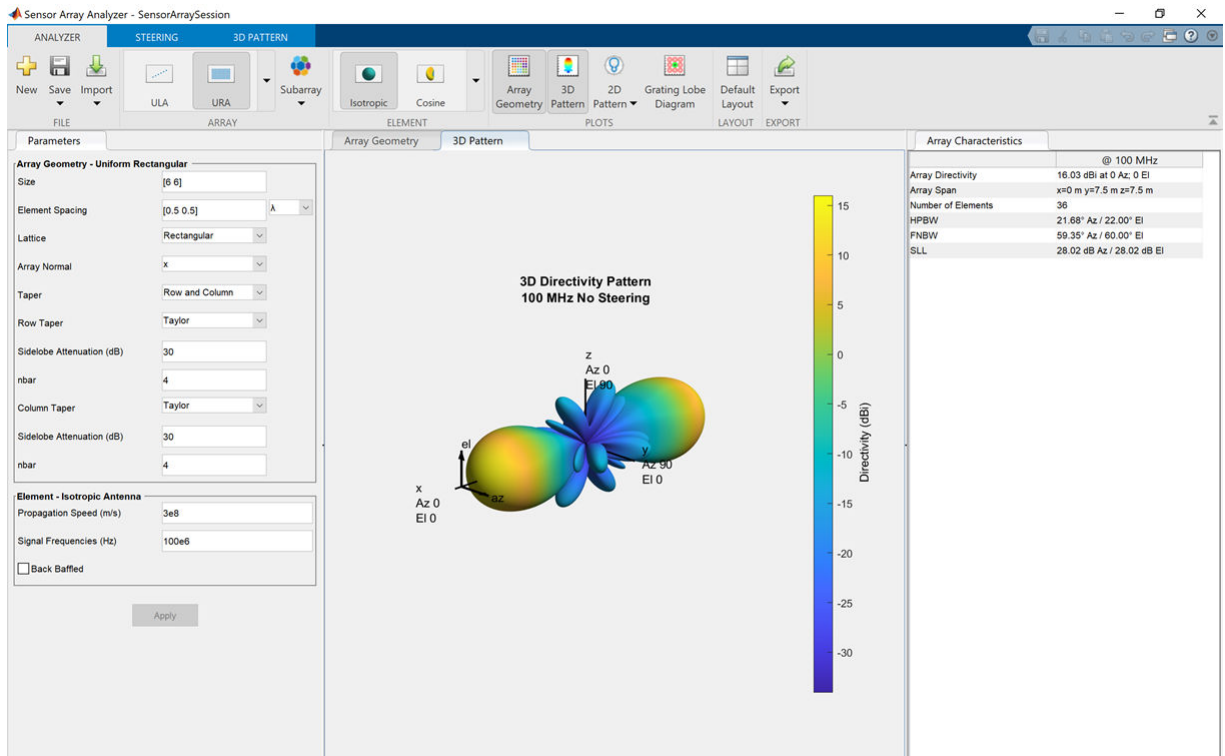 Sensor Array Analyzer - SensorArraySession
ANALYZER STEERING 3D PATTERN
New Save Import ULA URA Subarray Isotropic Cosine Array Geometry 3D Pattern 2D Pattern Grating Lobe Diagram Default Layout Export
FILE ARRAY ELEMENT PLOTS LAYOUT EXPORT
Parameters
Array Geometry - Uniform Rectangular
Size [6 6]
Element Spacing [0.5 0.5] λ
Lattice Rectangular
Array Normal x
Taper Row and Column
Row Taper Taylor
Sidelobe Attenuation (dB) 30
nbar 4
Column Taper Taylor
Sidelobe Attenuation (dB) 30
nbar 4
Element - Isotropic Antenna
Propagation Speed (m/s) 3e8
Signal Frequencies (Hz) 100e6
Back Baffled
Apply
Array Geometry 3D Pattern
3D Directivity Pattern
100 MHz No Steering
z
Az 0
El 90
el
az
x
Az 0
El 0
y
Az 90
El 0
15
10
5
0
-5
-10
-15
-20
-25
-30
Directivity (dBi)
Array Characteristics
@ 100 MHz
Array Directivity 16.03 dBi at 0 Az; 0 El
Array Span x=0 m y=7.5 m z=7.5 m
Number of Elements 36
HPBW 21.68° Az / 22.00° El
FNBW 59.35° Az / 60.00° El
SLL 28.02 dB Az / 28.02 dB El